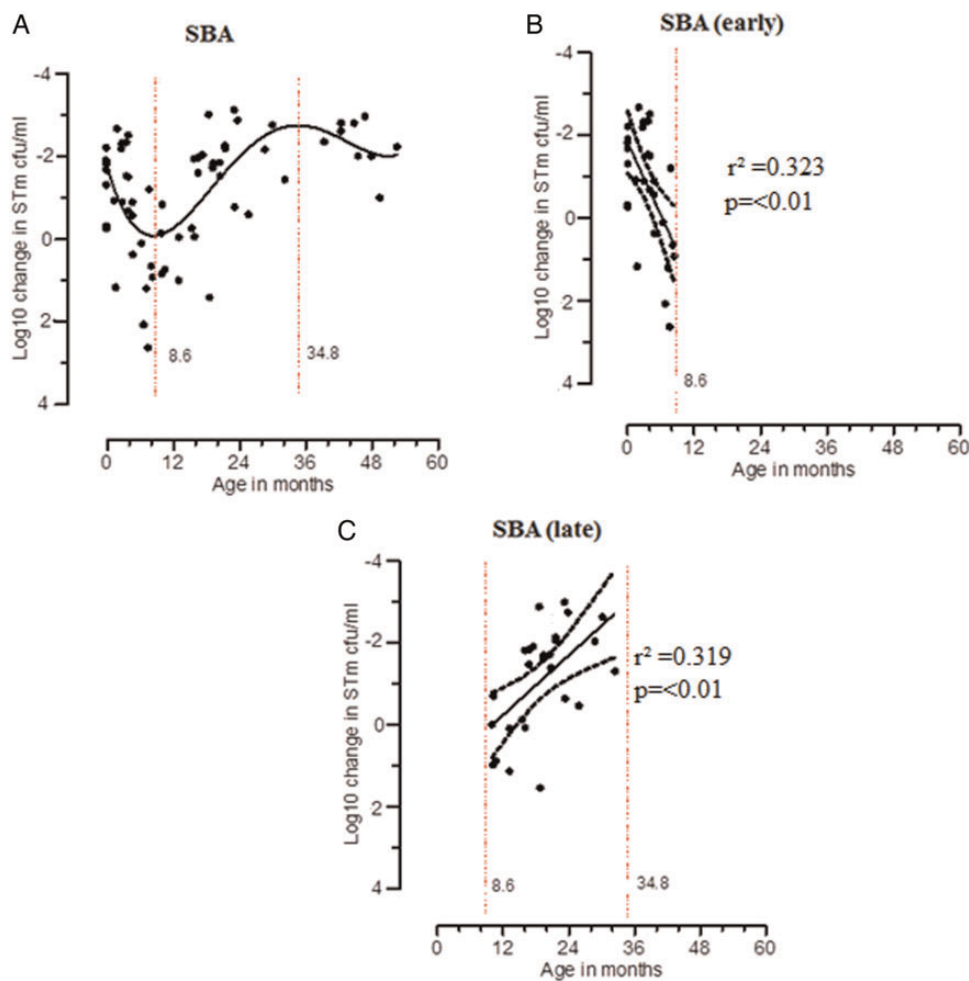 A
SBA
Log10 change in STm cfu/ml
-4
-2
0
2
4
8.6
34.8
0 12 24 36 48 60
Age in months
B
SBA (early)
Log10 change in STm cfu/ml
-4
-2
0
2
4
r² =0.323
p=<0.01
8.6
0 12 24 36 48 60
Age in months
C
SBA (late)
Log10 change in STm cfu/ml
-4
-2
0
2
4
r² =0.319
p=<0.01
8.6
34.8
0 12 24 36 48 60
Age in months